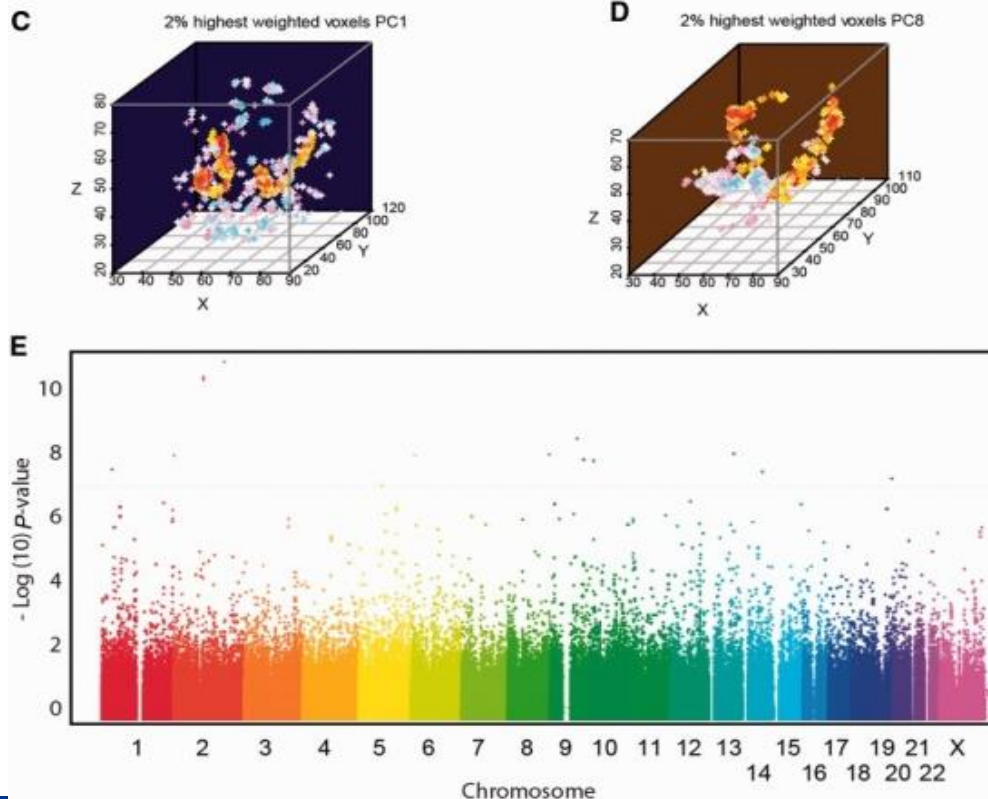 C
2% highest weighted voxels PC1
80
70
60
50
40
30
20
Z
30 40 50 60 70 80 90
X
20 40 60 80 100 120
Y
D
2% highest weighted voxels PC8
70
60
50
40
30
20
Z
30 40 50 60 70 80 90
X
30 40 50 60 70 80 90 100 110
Y
E
- Log (10) P-value
10
8
6
4
2
0
1 2 3 4 5 6 7 8 9 10 11 12 13 15 17 19 21 X
14 16 18 20 22
Chromosome